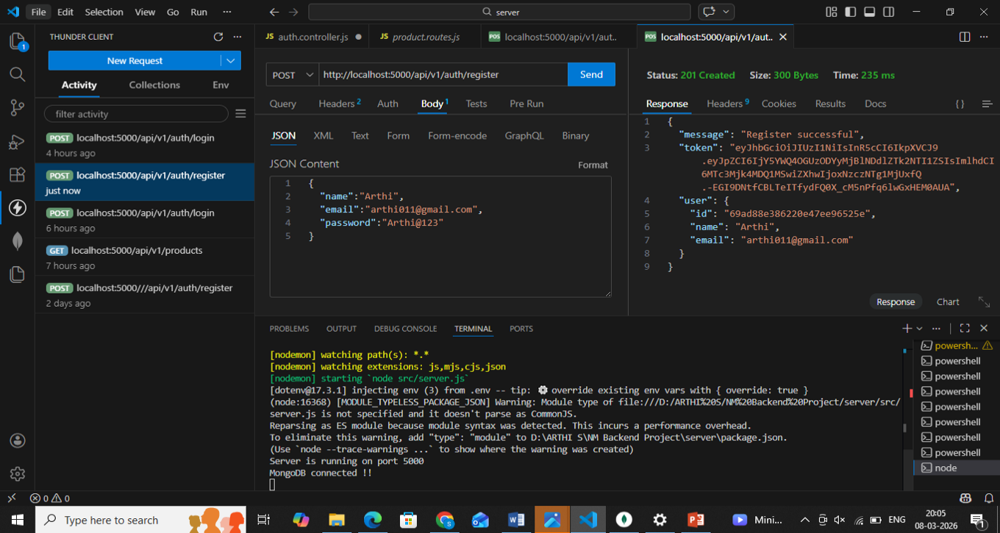 File Edit Selection View Go Run ···
server
THUNDER CLIENT
New Request
Activity Collections Env
filter activity
POST localhost:5000/api/v1/auth/login
4 hours ago
POST localhost:5000/api/v1/auth/register
just now
POST localhost:5000/api/v1/auth/login
6 hours ago
GET localhost:5000/api/v1/products
7 hours ago
POST localhost:5000///api/v1/auth/register
2 days ago
1
JS auth.controller.js
JS product.routes.js
POS localhost:5000/api/v1/aut..
POS localhost:5000/api/v1/aut..
POST http://localhost:5000/api/v1/auth/register Send
Query Headers 2 Auth Body 1 Tests Pre Run
JSON XML Text Form Form-encode GraphQL Binary
JSON Content Format
1 {
2 "name":"Arthi",
3 "email":"arthi011@gmail.com",
4 "password":"Arthi@123"
5 }
Status: 201 Created Size: 300 Bytes Time: 235 ms
Response Headers 9 Cookies Results Docs { }
1 {
2 "message": "Register successful",
3 "token": "eyJhbGciOiJIUzI1NiIsInR5cCI6IkpXVCJ9
.eyJpZCI6IjY5YWQ4OGUzODYyMjBlNDdlZTk2NTI1ZSIsImlhdCI
6MTc3Mjk4MDQ1MSwiZXhwIjoxNzczNTg1MjUxfQ
.-EGI9DNtfCBLTeITfydFQ0X_cM5nPfq6lwGxHEM0AUA",
4 "user": {
5 "id": "69ad88e386220e47ee96525e",
6 "name": "Arthi",
7 "email": "arthi011@gmail.com"
8 }
9 }
Response Chart
PROBLEMS OUTPUT DEBUG CONSOLE TERMINAL PORTS
[nodemon] watching path(s): *.*
[nodemon] watching extensions: js,mjs,cjs,json
[nodemon] starting `node src/server.js`
[dotenv@17.3.1] injecting env (3) from .env -- tip: ⚙ override existing env vars with { override: true }
(node:16368) [MODULE_TYPELESS_PACKAGE_JSON] Warning: Module type of file:///D:/ARTHI%20S/NM%20Backend%20Project/server/src/
server.js is not specified and it doesn't parse as CommonJS.
Reparsing as ES module because module syntax was detected. This incurs a performance overhead.
To eliminate this warning, add "type": "module" to D:\ARTHI S\NM Backend Project\server\package.json.
(Use `node --trace-warnings ...` to show where the warning was created)
Server is running on port 5000
MongoDB connected !!
powersh...
powershell
powershell
powershell
powershell
powershell
powershell
powershell
node
0 0
Type here to search
Mini...
ENG
20:05
08-03-2026
1